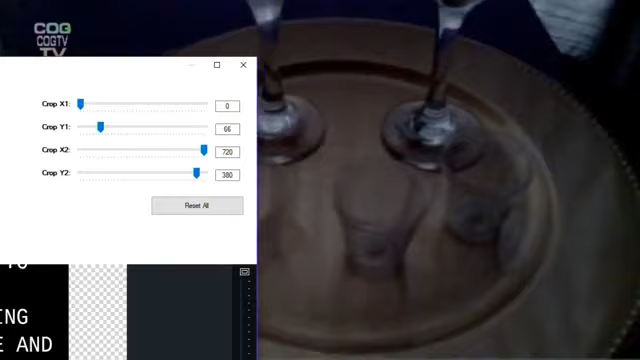 COG
COGTV
TV
Crop X1: 0
Crop Y1: 66
Crop X2: 720
Crop Y2: 380
Reset All
TO
ING
E AND